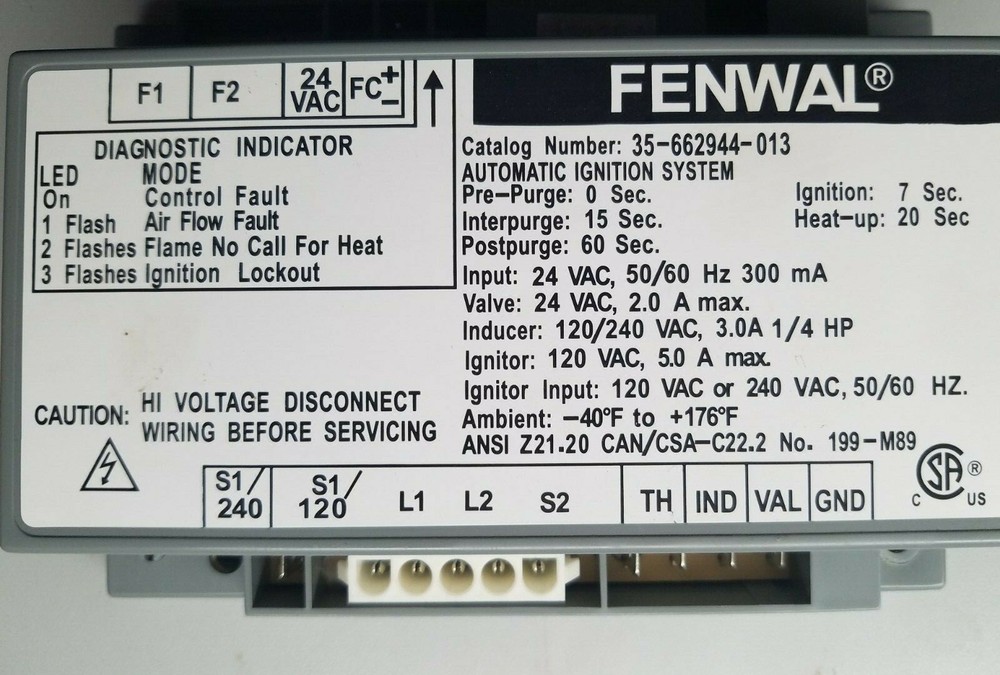 F1 F2 24 VAC FC + -
FENWAL®
DIAGNOSTIC INDICATOR
LED MODE
On Control Fault
1 Flash Air Flow Fault
2 Flashes Flame No Call For Heat
3 Flashes Ignition Lockout
Catalog Number: 35-662944-013
AUTOMATIC IGNITION SYSTEM
Pre-Purge: 0 Sec. Ignition: 7 Sec.
Interpurge: 15 Sec. Heat-up: 20 Sec
Postpurge: 60 Sec.
Input: 24 VAC, 50/60 Hz 300 mA
Valve: 24 VAC, 2.0 A max.
Inducer: 120/240 VAC, 3.0A 1/4 HP
Ignitor: 120 VAC, 5.0 A max.
Ignitor Input: 120 VAC or 240 VAC, 50/60 HZ.
Ambient: -40°F to +176°F
ANSI Z21.20 CAN/CSA-C22.2 No. 199-M89
CAUTION: HI VOLTAGE DISCONNECT
WIRING BEFORE SERVICING
C SA ® US
S1/240 S1/120 L1 L2 S2 TH IND VAL GND